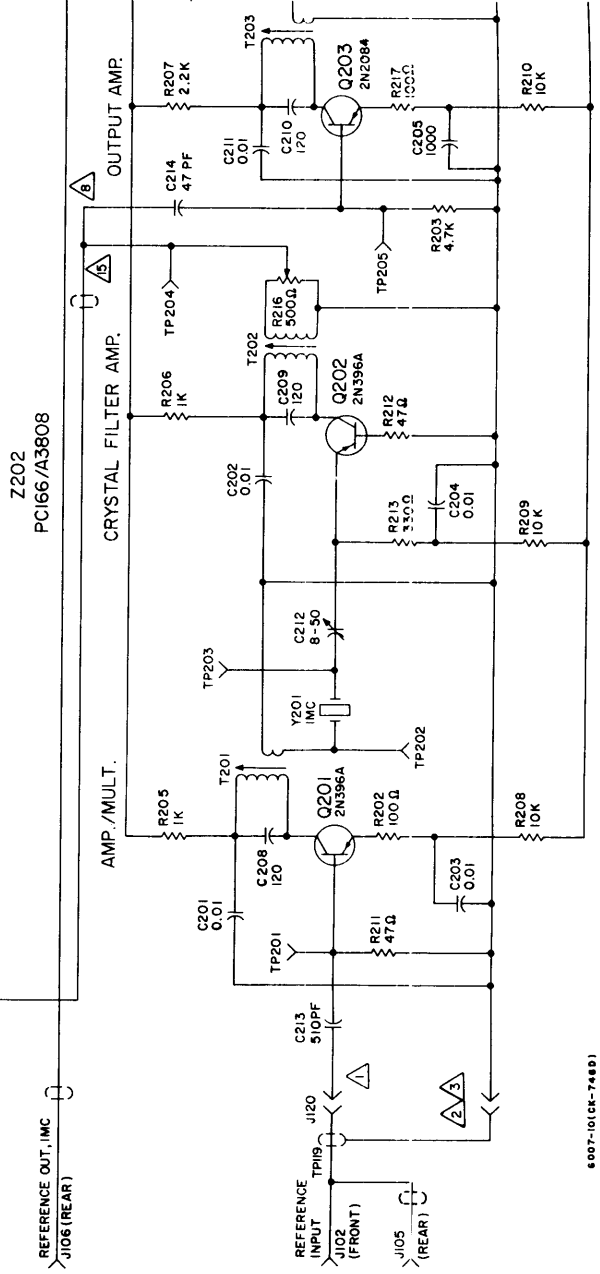 Z202
PC166/A3808
AMP./MULT.
CRYSTAL FILTER AMP.
OUTPUT AMP.
REFERENCE OUT, 1MC
J106 (REAR)
15
8
R205
1K
R206
1K
R207
2.2K
C214
47 PF
TP204
T201
T202
T203
C201
0.01
C208
120
C202
0.01
C209
120
R216
500Ω
C211
0.01
C210
120
TP201
Q201
2N396A
TP203
Y201
1MC
C212
8-50
Q202
2N396A
Q203
2N2084
TP205
REFERENCE
INPUT
J102
(FRONT)
TP119
J120
1
C213
510PF
R211
47Ω
R202
100Ω
TP202
R213
330Ω
R212
47Ω
R203
4.7K
R217
100Ω
J105
(REAR)
2
3
C203
0.01
C204
0.01
C205
1000
R208
10K
R209
10K
R210
10K
6007-10(CK-746D)